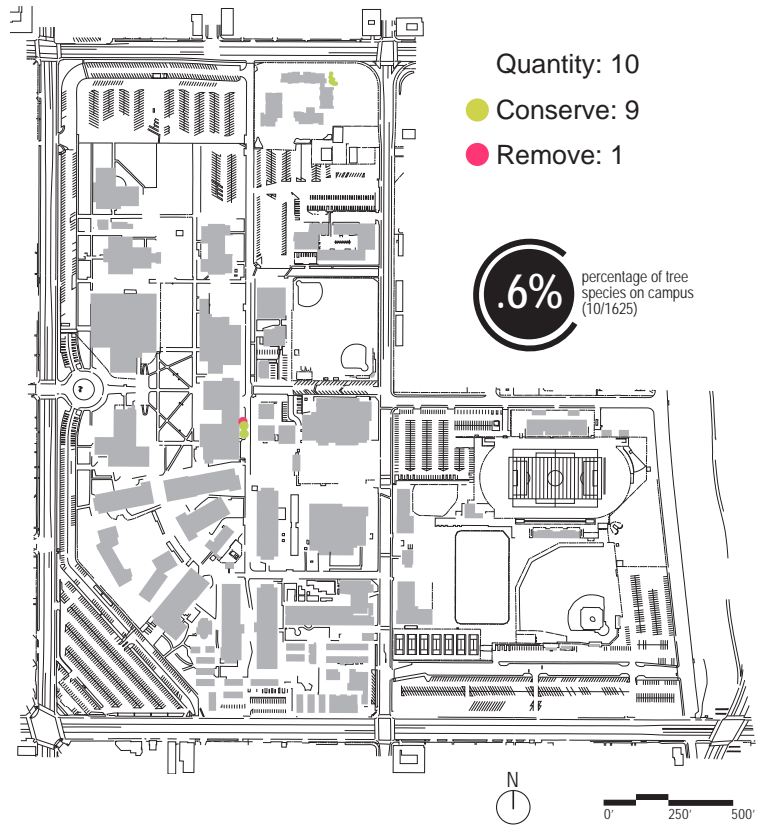 Quantity: 10
Conserve: 9
Remove: 1
.6%
percentage of tree
species on campus
(10/1625)
N
0' 250' 500'